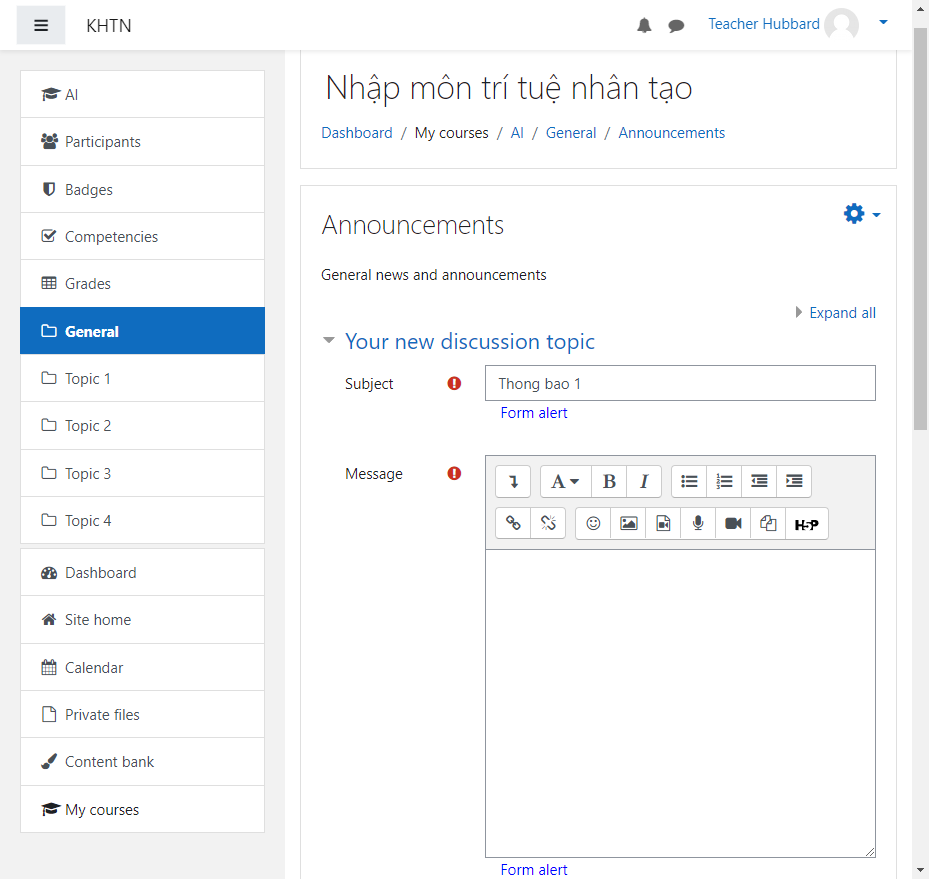 KHTN
Teacher Hubbard
AI
Participants
Badges
Competencies
Grades
General
Topic 1
Topic 2
Topic 3
Topic 4
Dashboard
Site home
Calendar
Private files
Content bank
My courses
Nhập môn trí tuệ nhân tạo
Dashboard / My courses / AI / General / Announcements
Announcements
General news and announcements
Expand all
Your new discussion topic
Subject
Thong bao 1
Form alert
Message
A B I
H5P
Form alert